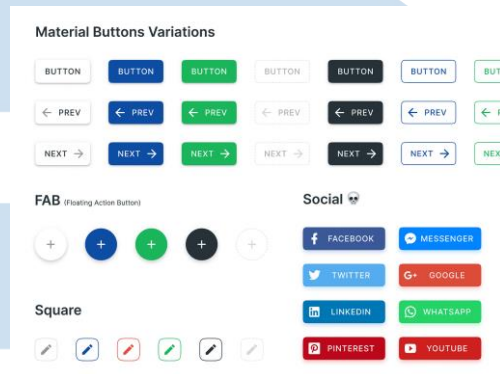 Material Buttons Variations
BUTTON BUTTON BUTTON BUTTON BUTTON BUTTON
← PREV ← PREV ← PREV ← PREV ← PREV ← PREV ←
NEXT → NEXT → NEXT → NEXT → NEXT → NEXT →
FAB (Floating Action Button)
Social 💀
+ + + + +
FACEBOOK MESSENGER
TWITTER G+ GOOGLE
Square
in LINKEDIN WHATSAPP
PINTEREST YOUTUBE